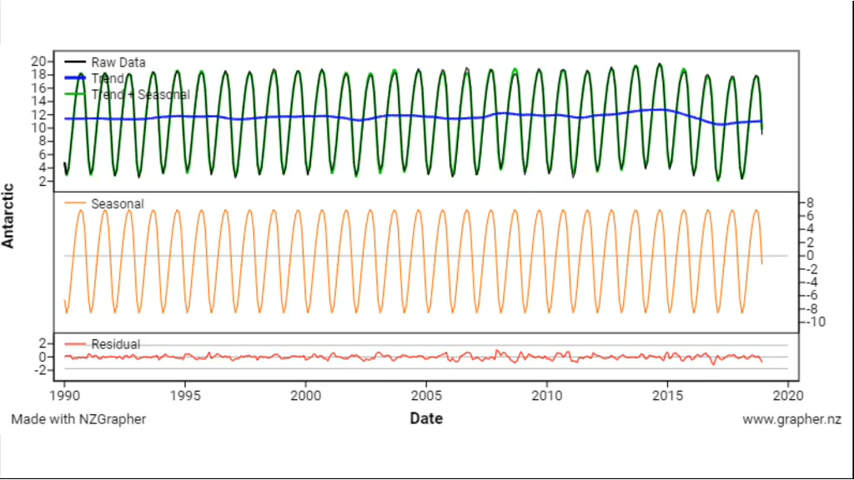 20
18
16
14
12
10
8
6
4
2
Raw Data
Trend
Trend + Seasonal
Antarctic
Seasonal
8
6
4
2
0
-2
-4
-6
-8
-10
Residual
2
0
-2
1990 1995 2000 2005 2010 2015 2020
Made with NZGrapher Date www.grapher.nz